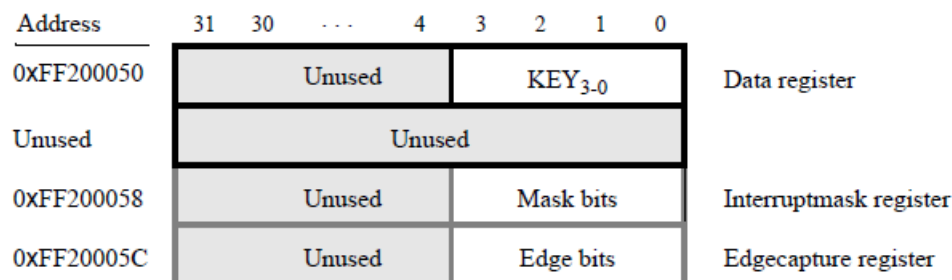 Address 31 30 · · · 4 3 2 1 0
0xFF200050 Unused KEY3-0 Data register
Unused Unused
0xFF200058 Unused Mask bits Interruptmask register
0xFF20005C Unused Edge bits Edgecapture register